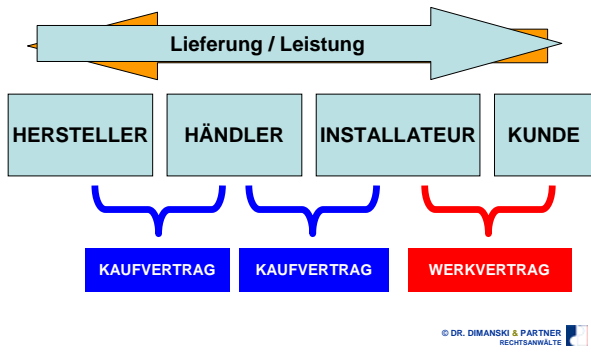 Lieferung / Leistung
HERSTELLER
HÄNDLER
INSTALLATEUR
KUNDE
KAUFVERTRAG
KAUFVERTRAG
WERKVERTRAG
© DR. DIMANSKI & PARTNER
RECHTSANWÄLTE